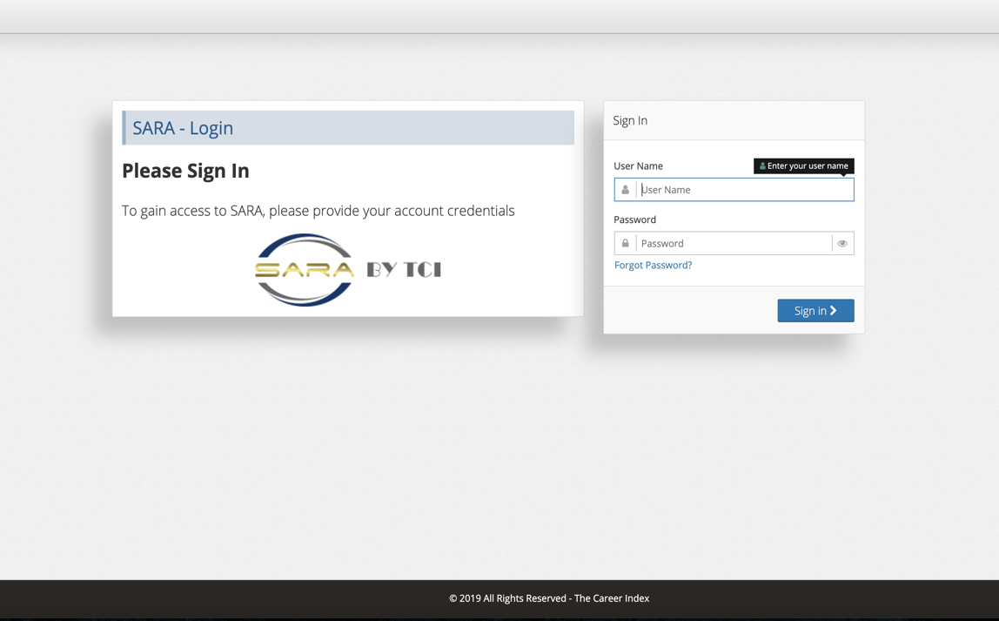 SARA - Login
Please Sign In
To gain access to SARA, please provide your account credentials
SARA BY TCI
Sign In
User Name
Enter your user name
User Name
Password
Password
Forgot Password?
Sign in
© 2019 All Rights Reserved - The Career Index